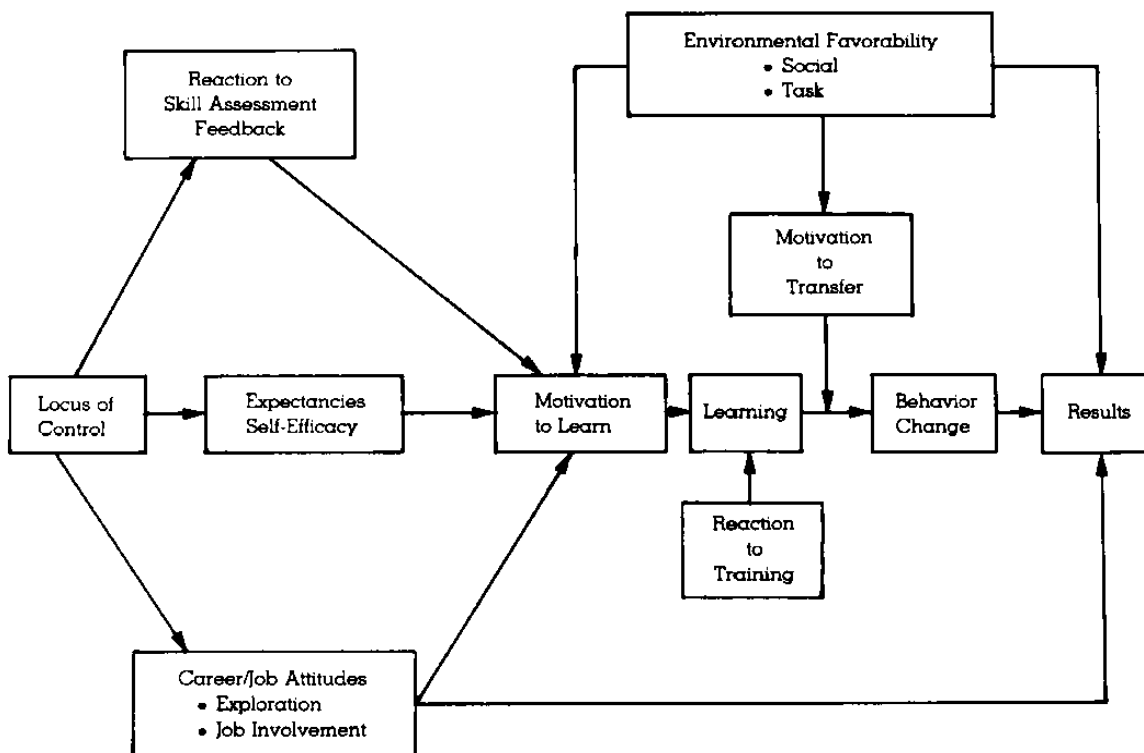 Environmental Favorability
• Social
• Task
Reaction to
Skill Assessment
Feedback
Motivation
to
Transfer
Locus of
Control
Expectancies
Self-Efficacy
Motivation
to Learn
Learning
Behavior
Change
Results
Reaction
to
Training
Career/Job Attitudes
• Exploration
• Job Involvement